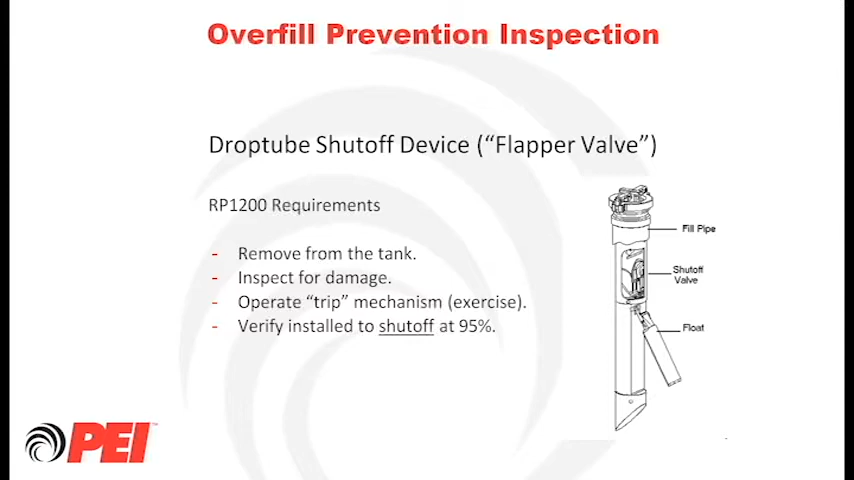 Overfill Prevention Inspection
Droptube Shutoff Device (“Flapper Valve”)
RP1200 Requirements
- Remove from the tank.
- Inspect for damage.
- Operate “trip” mechanism (exercise).
- Verify installed to shutoff at 95%.
Fill Pipe
Shutoff
Valve
Float
PEI